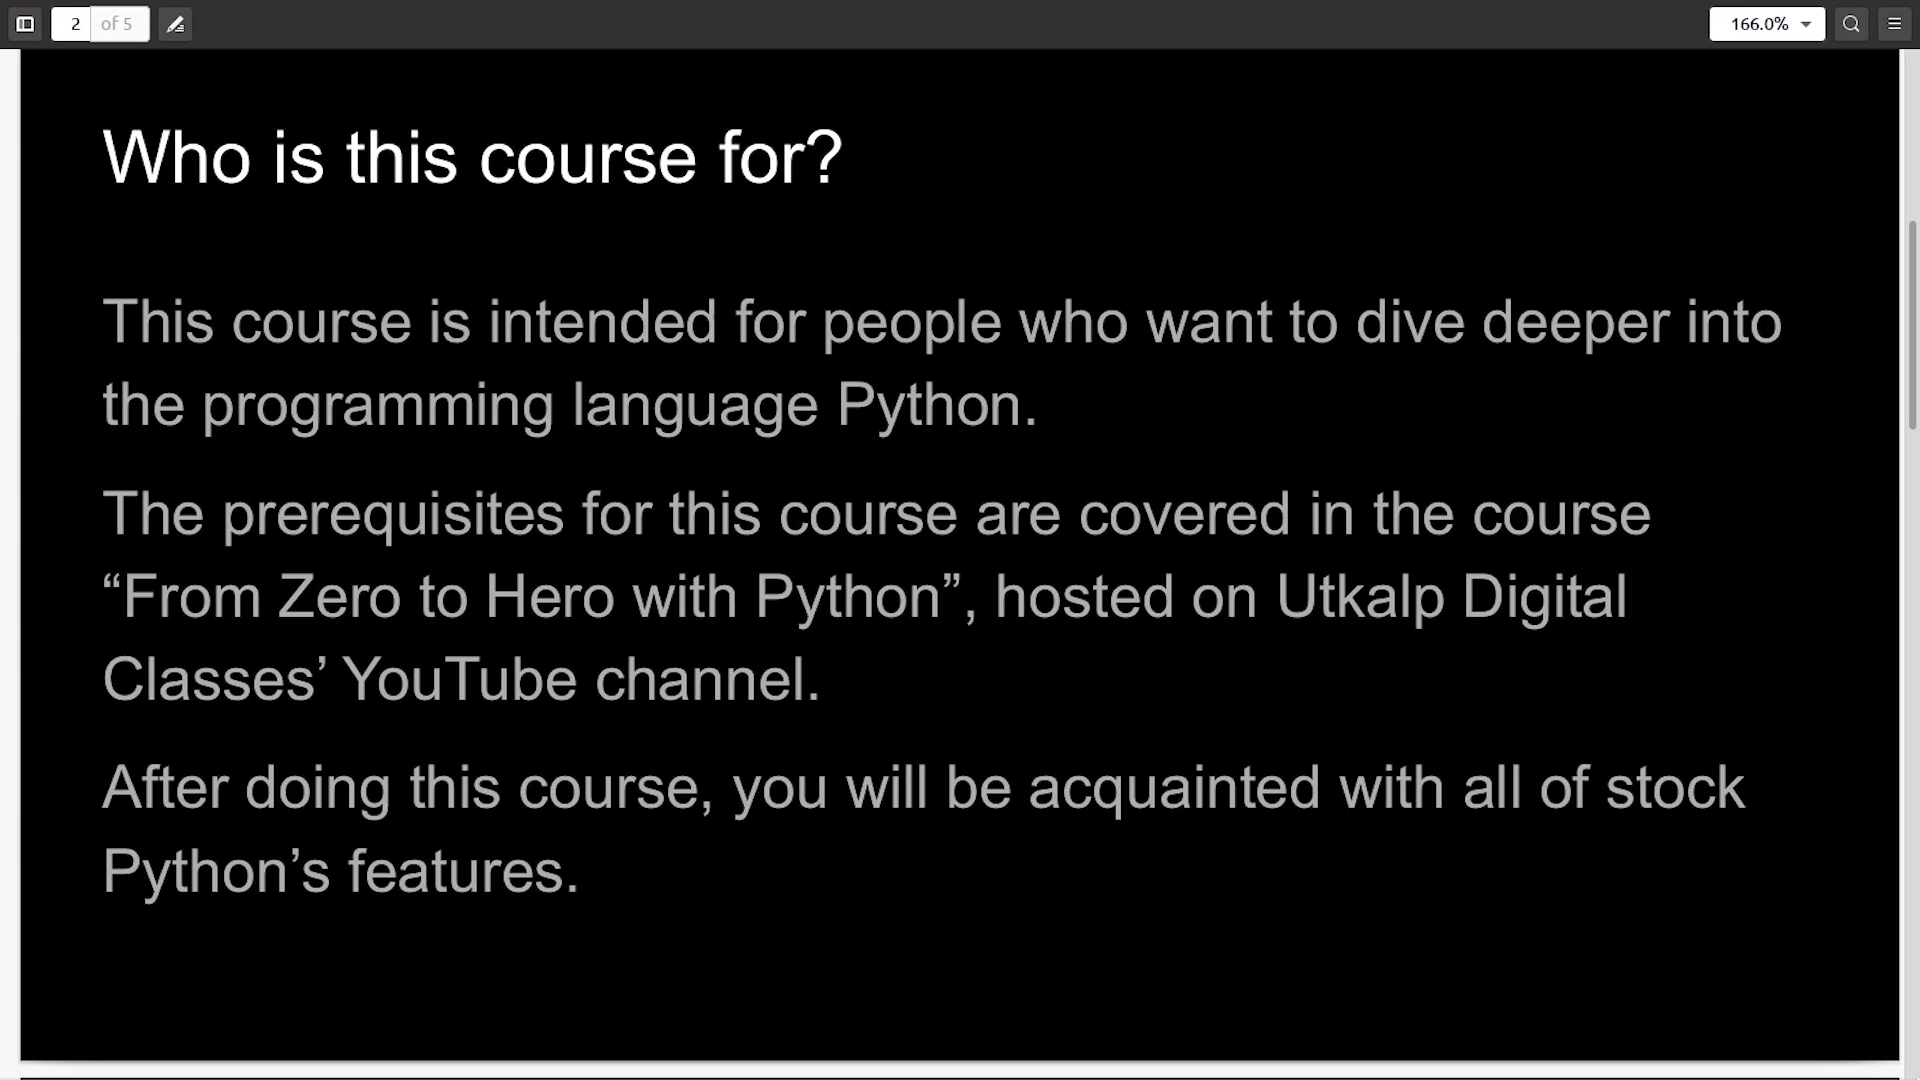 2 of 5
166.0%
Who is this course for?
This course is intended for people who want to dive deeper into
the programming language Python.
The prerequisites for this course are covered in the course
“From Zero to Hero with Python”, hosted on Utkalp Digital
Classes’ YouTube channel.
After doing this course, you will be acquainted with all of stock
Python’s features.